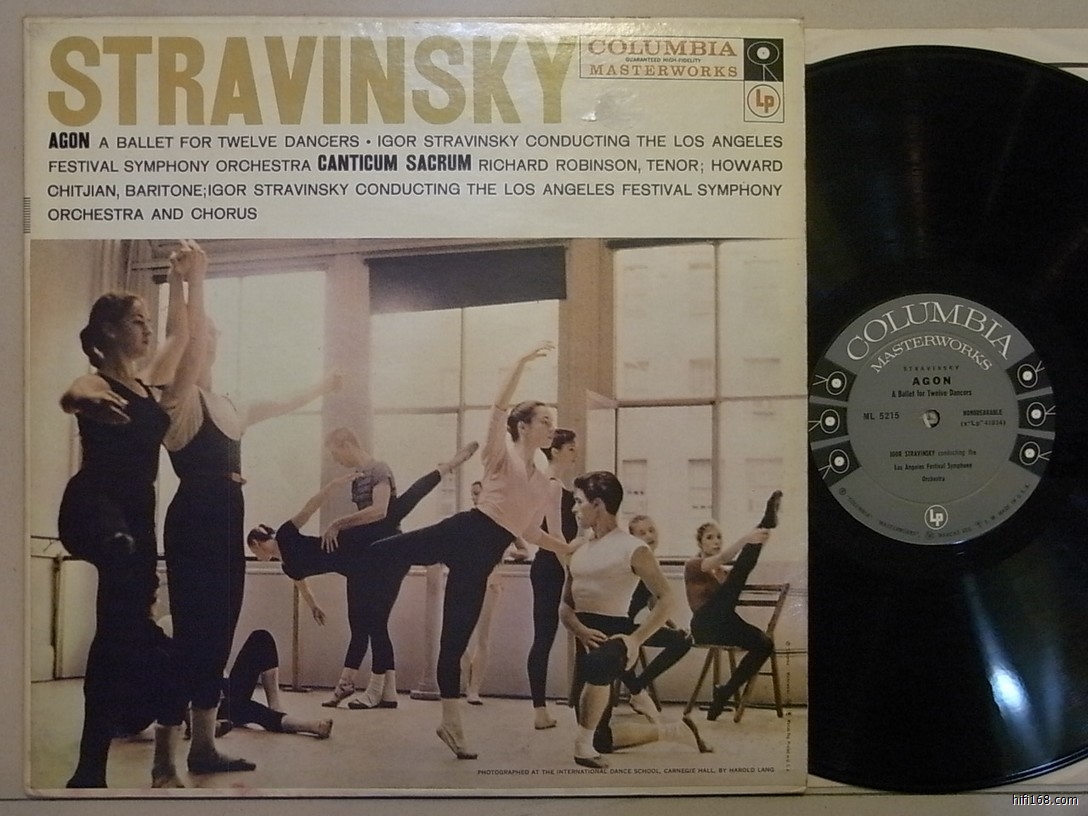 STRAVINSKY
COLUMBIA
GUARANTEED HIGH-FIDELITY
MASTERWORKS
Lp
AGON A BALLET FOR TWELVE DANCERS • IGOR STRAVINSKY CONDUCTING THE LOS ANGELES
FESTIVAL SYMPHONY ORCHESTRA CANTICUM SACRUM RICHARD ROBINSON, TENOR; HOWARD
CHITJIAN, BARITONE;IGOR STRAVINSKY CONDUCTING THE LOS ANGELES FESTIVAL SYMPHONY
ORCHESTRA AND CHORUS
PHOTOGRAPHED AT THE INTERNATIONAL DANCE SCHOOL, CARNEGIE HALL, BY HAROLD LANG
COLUMBIA
MASTERWORKS
STRAVINSKY
AGON
A Ballet for Twelve Dancers
ML 5215
NONBREAKABLE
IGOR STRAVINSKY conducting the
Los Angeles Festival Symphony
Orchestra
Lp
hifi168.com